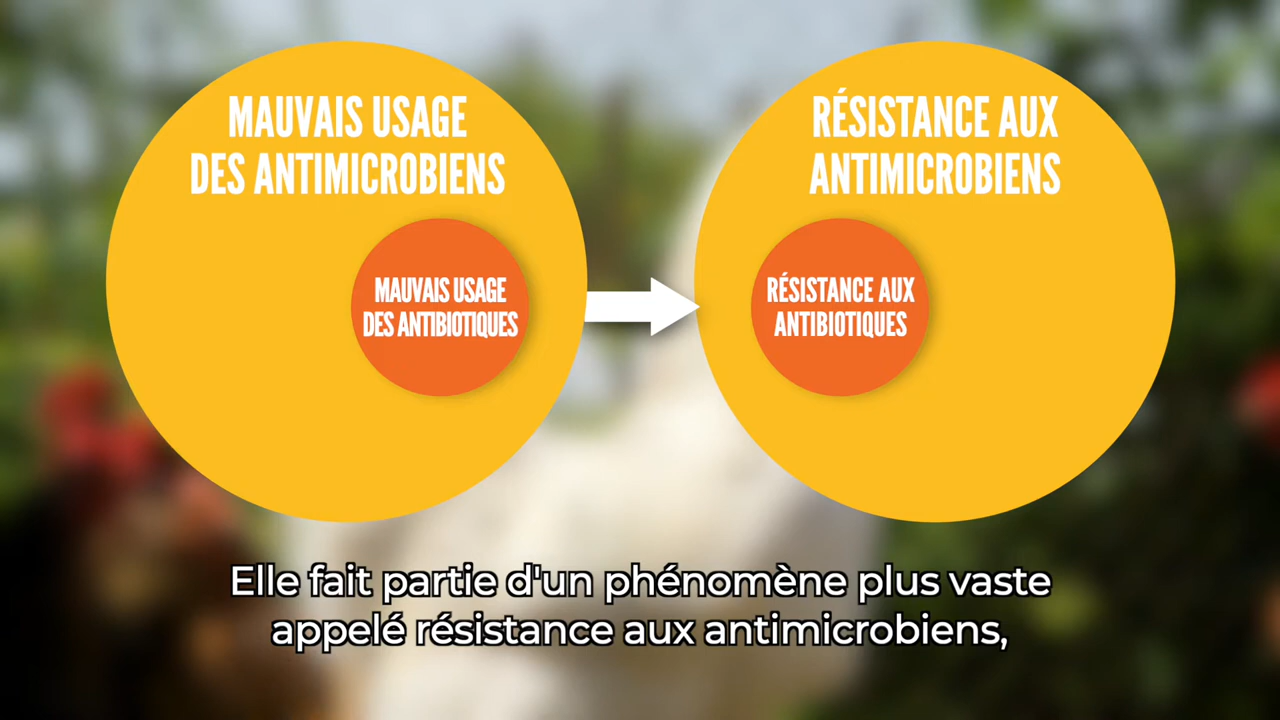 MAUVAIS USAGE
DES ANTIMICROBIENS
MAUVAIS USAGE
DES ANTIBIOTIQUES
RÉSISTANCE AUX
ANTIMICROBIENS
RÉSISTANCE AUX
ANTIBIOTIQUES
Elle fait partie d'un phénomène plus vaste
appelé résistance aux antimicrobiens,